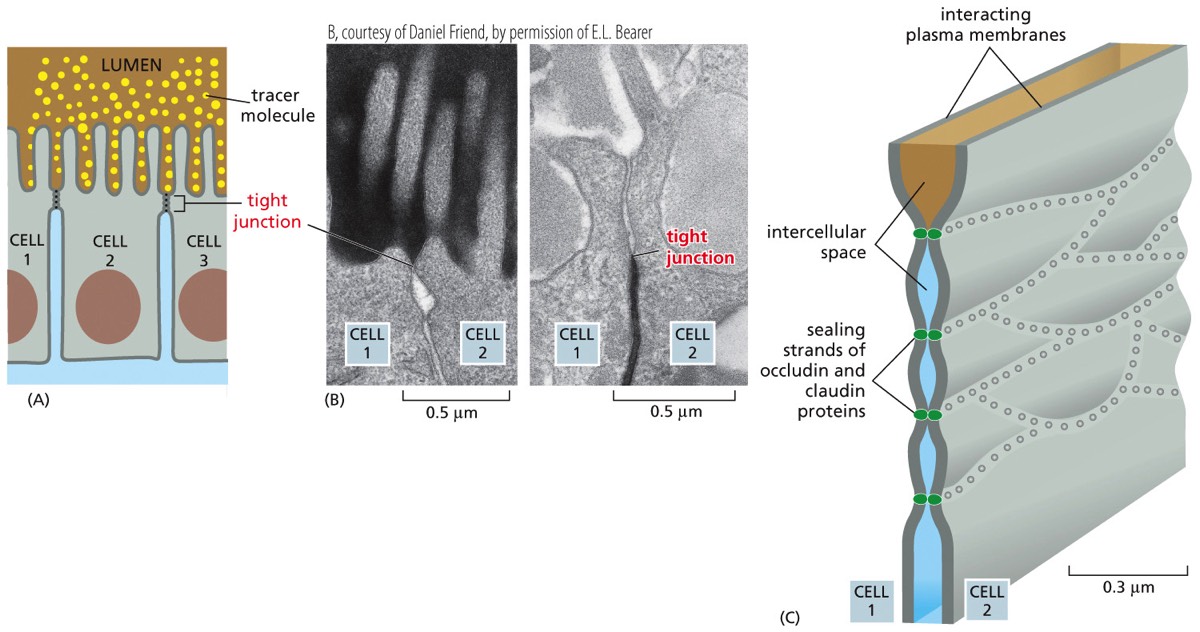 B, courtesy of Daniel Friend, by permission of E.L. Bearer
LUMEN
tracer
molecule
tight
junction
CELL
1
CELL
2
CELL
3
(A)
tight
junction
CELL
1
CELL
2
CELL
1
CELL
2
(B)
0.5 μm
0.5 μm
interacting
plasma membranes
intercellular
space
sealing
strands of
occludin and
claudin
proteins
0.3 μm
CELL
1
CELL
2
(C)